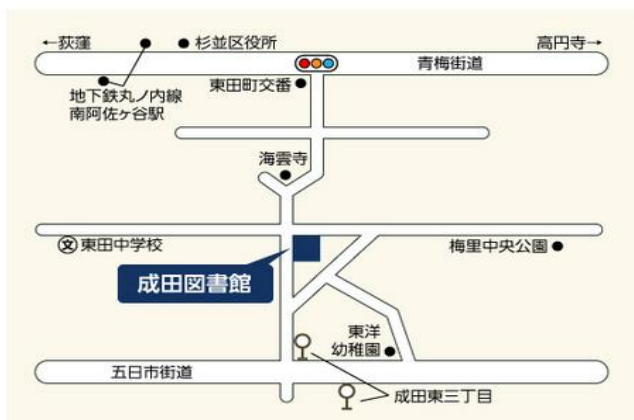 ←荻窪
杉並区役所
高円寺→
青梅街道
地下鉄丸ノ内線
南阿佐ヶ谷駅
東田町交番
海雲寺
文
東田中学校
梅里中央公園
成田図書館
東洋
幼稚園
五日市街道
成田東三丁目